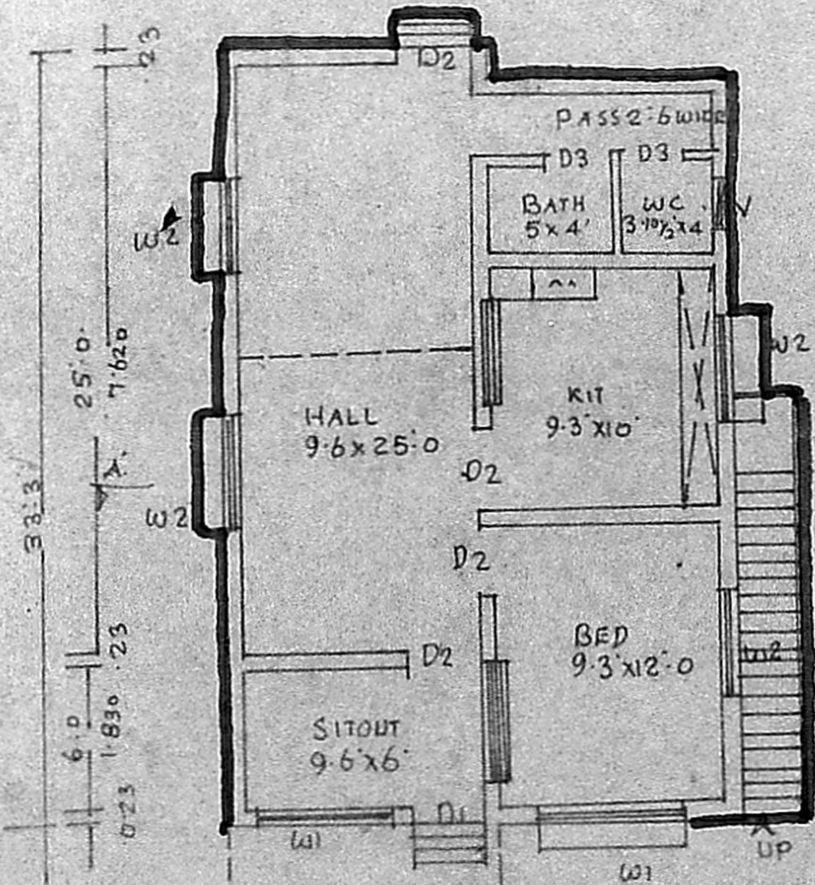 D2
.23
PASS 2'-6 WIDE
D3
D3
BATH
5 x 4'
WC
3'-10½" x 4
V
W2
W2
25'.0"
7.620
KIT
9.3' x 10'
HALL
9.6 x 25'.0
A.
D2
33'.3
W2
D2
.23
D2
BED
9.3' x 12'.0
W2
SITOUT
9.6' x 6'
6.0
1.830
0.23
D1
W1
W1
UP